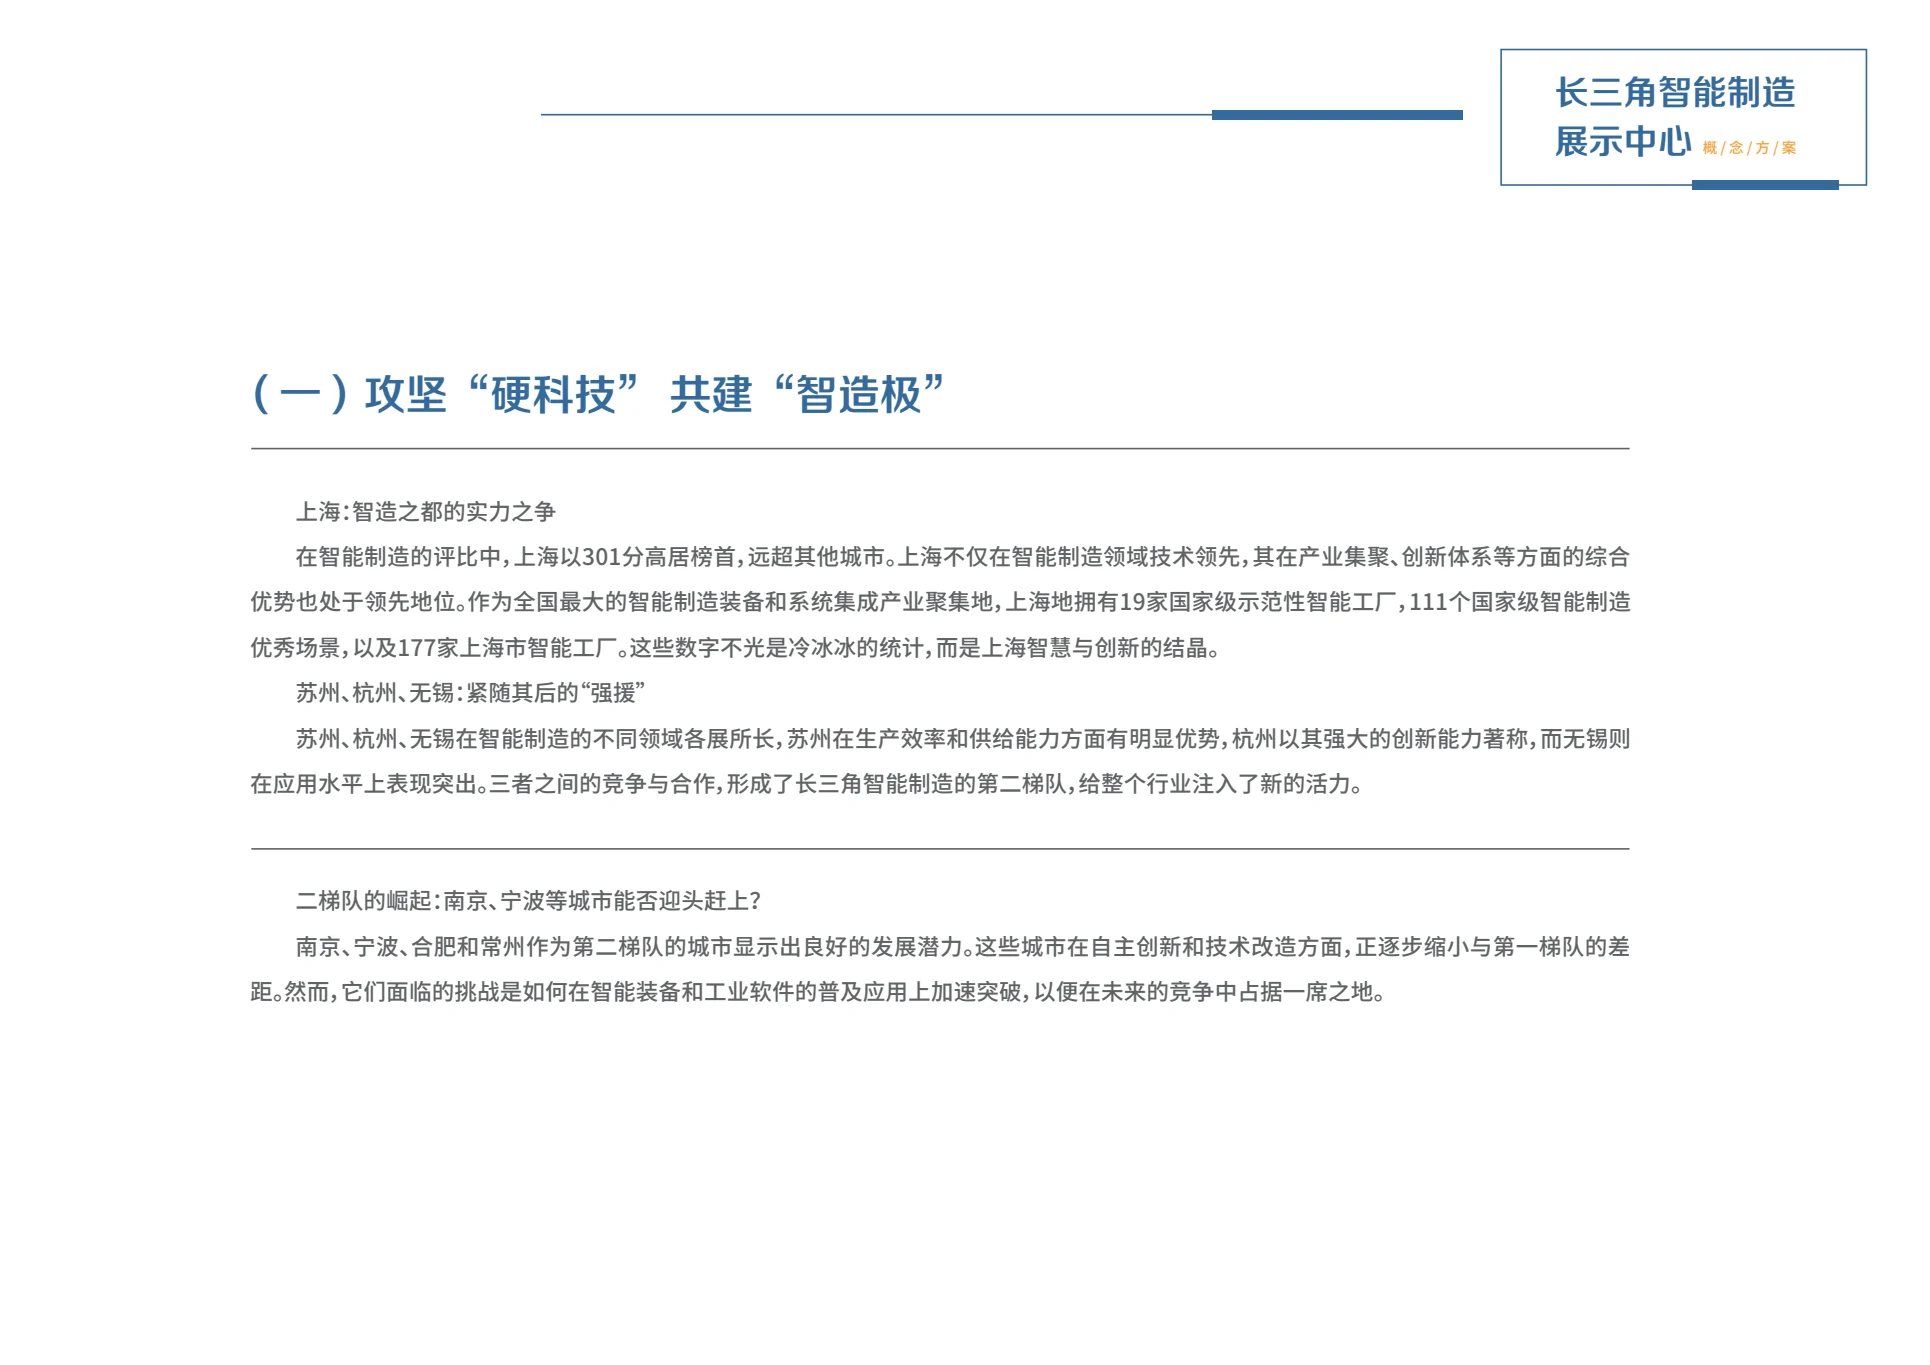 长三角智能制造
展示中心 概/念/方/案
（一）攻坚“硬科技” 共建“智造极”
上海：智造之都的实力之争
在智能制造的评比中，上海以301分高居榜首，远超其他城市。上海不仅在智能制造领域技术领先，其在产业集聚、创新体系等方面的综合
优势也处于领先地位。作为全国最大的智能制造装备和系统集成产业聚集地，上海地拥有19家国家级示范性智能工厂，111个国家级智能制造
优秀场景，以及177家上海市智能工厂。这些数字不光是冷冰冰的统计，而是上海智慧与创新的结晶。
苏州、杭州、无锡：紧随其后的“强援”
苏州、杭州、无锡在智能制造的不同领域各展所长，苏州在生产效率和供给能力方面有明显优势，杭州以其强大的创新能力著称，而无锡则
在应用水平上表现突出。三者之间的竞争与合作，形成了长三角智能制造的第二梯队，给整个行业注入了新的活力。
二梯队的崛起：南京、宁波等城市能否迎头赶上？
南京、宁波、合肥和常州作为第二梯队的城市显示出良好的发展潜力。这些城市在自主创新和技术改造方面，正逐步缩小与第一梯队的差
距。然而，它们面临的挑战是如何在智能装备和工业软件的普及应用上加速突破，以便在未来的竞争中占据一席之地。